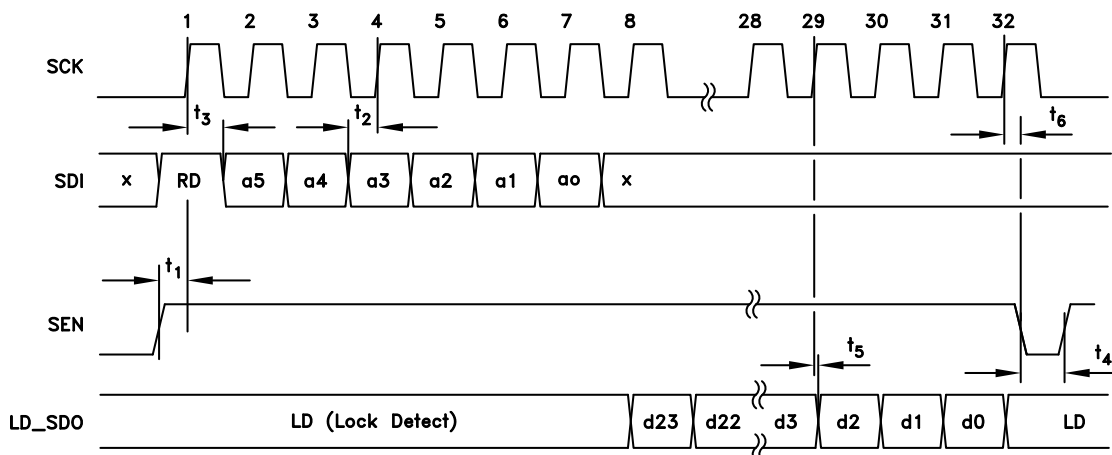 1 2 3 4 5 6 7 8 28 29 30 31 32
SCK
t3 t2 t6
SDI x RD a5 a4 a3 a2 a1 ao x
t1
SEN
t5 t4
LD_SDO LD (Lock Detect) d23 d22 d3 d2 d1 d0 LD